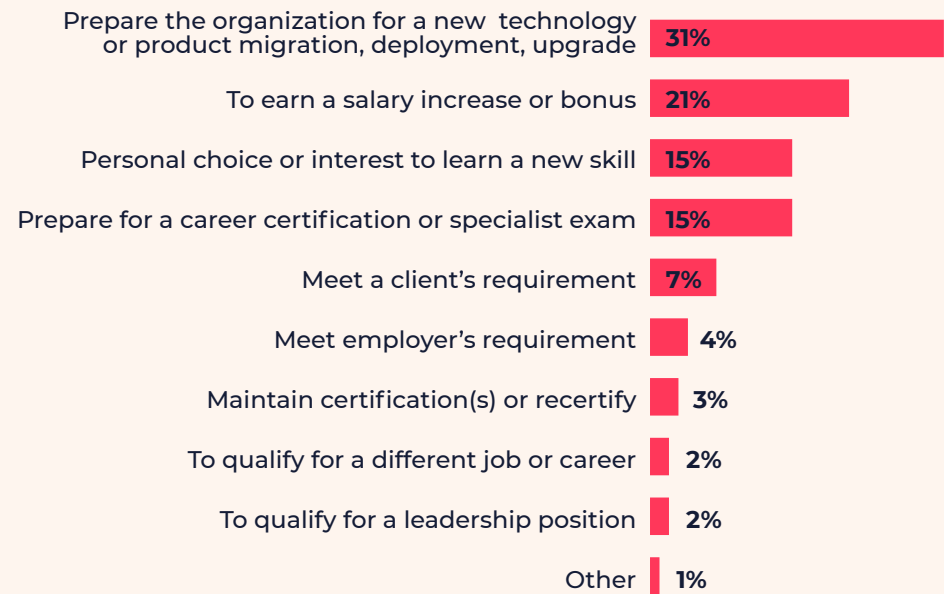 Prepare the organization for a new technology
or product migration, deployment, upgrade
31%
To earn a salary increase or bonus
21%
Personal choice or interest to learn a new skill
15%
Prepare for a career certification or specialist exam
15%
Meet a client’s requirement
7%
Meet employer’s requirement
4%
Maintain certification(s) or recertify
3%
To qualify for a different job or career
2%
To qualify for a leadership position
2%
Other
1%